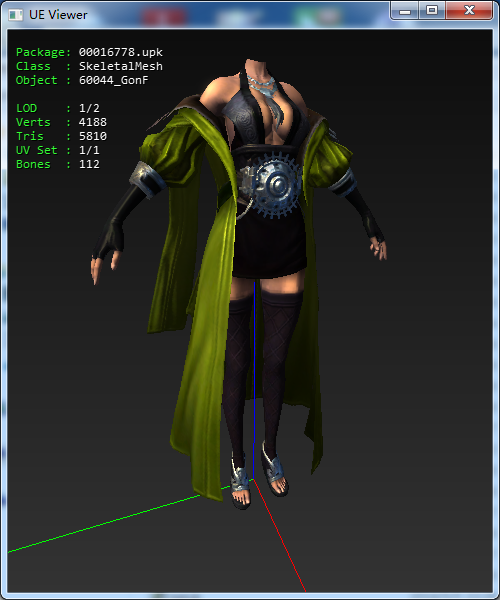 UE Viewer
Package: 00016778.upk
Class : SkeletalMesh
Object : 60044_GonF
LOD : 1/2
Verts : 4188
Tris : 5810
UV Set : 1/1
Bones : 112